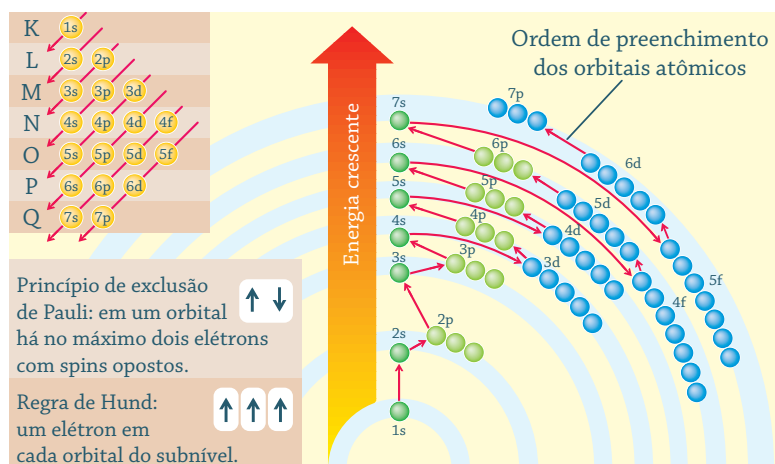 K 1s
L 2s 2p
M 3s 3p 3d
N 4s 4p 4d 4f
O 5s 5p 5d 5f
P 6s 6p 6d
Q 7s 7p
Princípio de exclusão
de Pauli: em um orbital
há no máximo dois elétrons
com spins opostos.
Regra de Hund:
um elétron em
cada orbital do subnível.
Energia crescente
Ordem de preenchimento
dos orbitais atômicos
7s
7p
6s
6p
6d
5s
5p
5d
4s
4p
4d
5f
3s
3p
3d
4f
2s
2p
1s